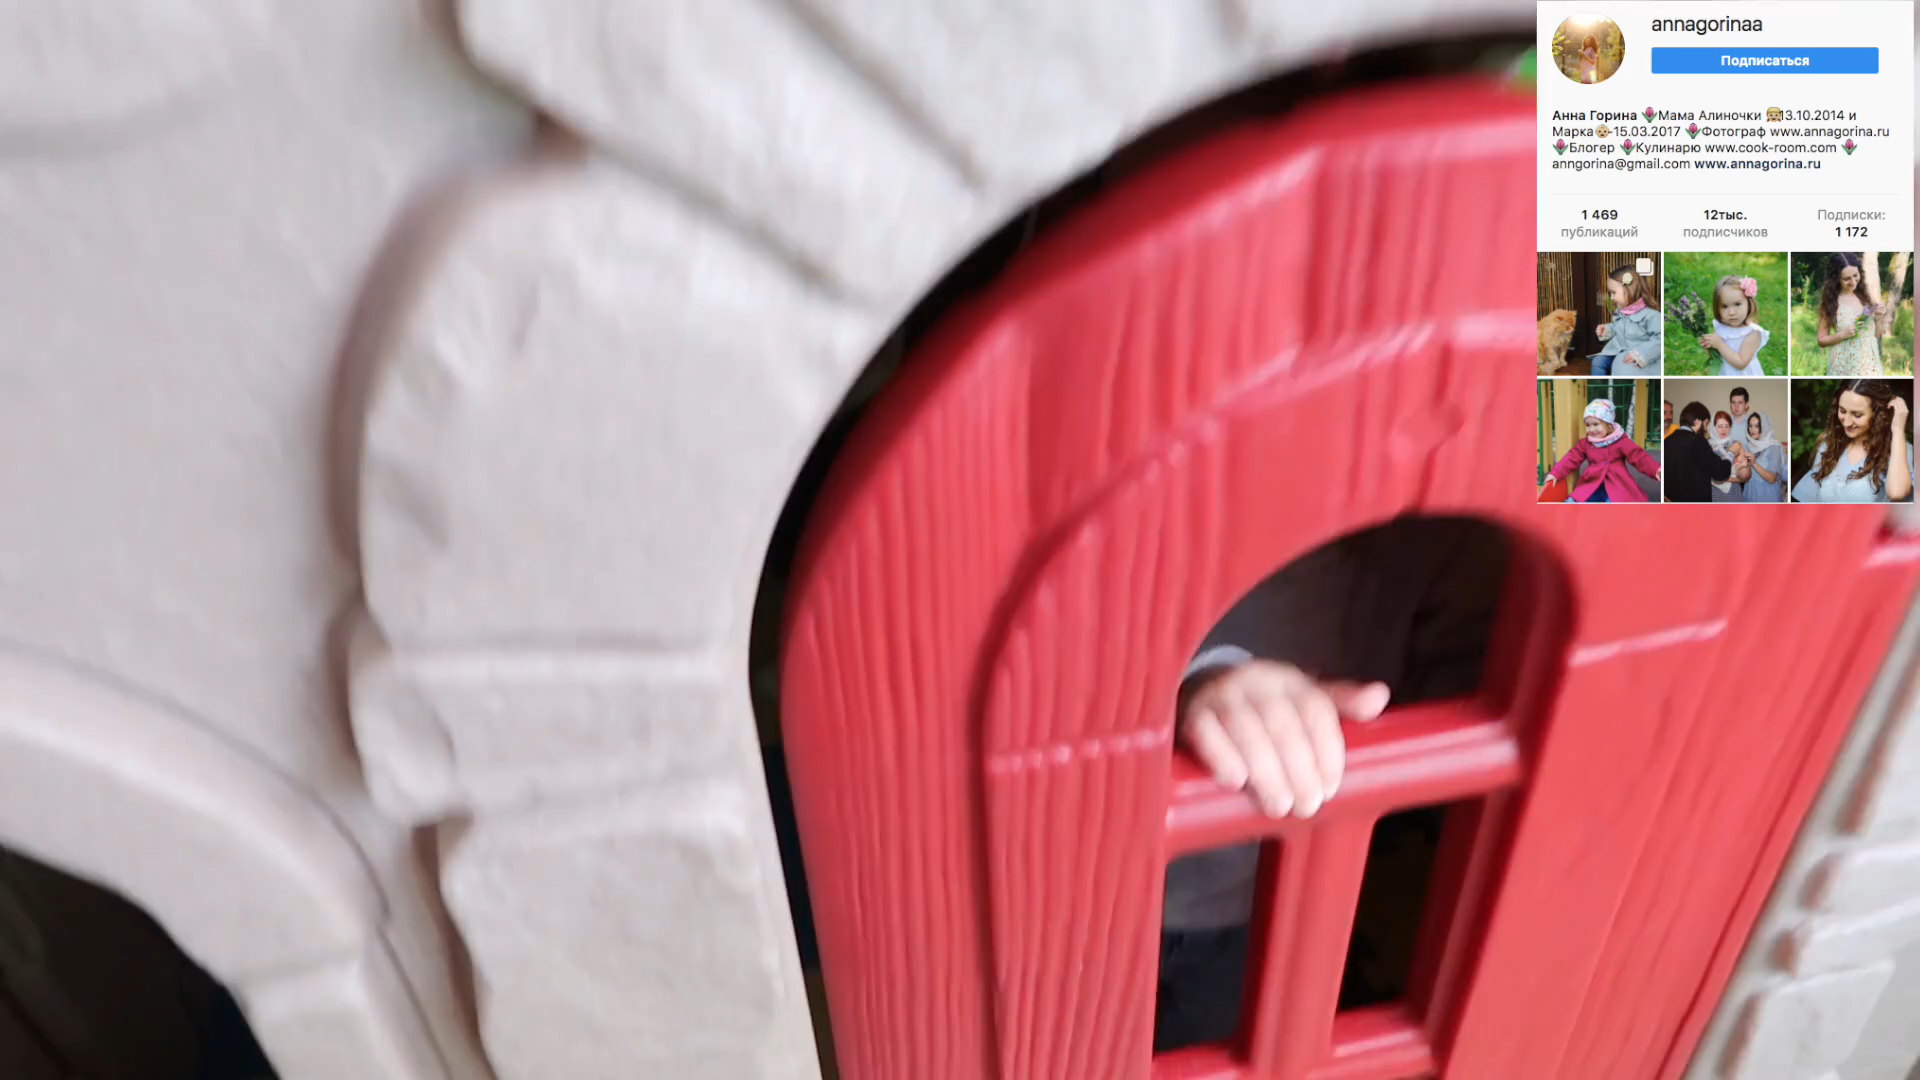 annagorinaa
Подписаться
Анна Горина 🌷Мама Алиночки 👧13.10.2014 и
Марка👶-15.03.2017 🌷Фотограф www.annagorina.ru
🌷Блогер 🌷Кулинарю www.cook-room.com 🌷
anngorina@gmail.com www.annagorina.ru
1 469 12тыс. Подписки:
публикаций подписчиков 1 172